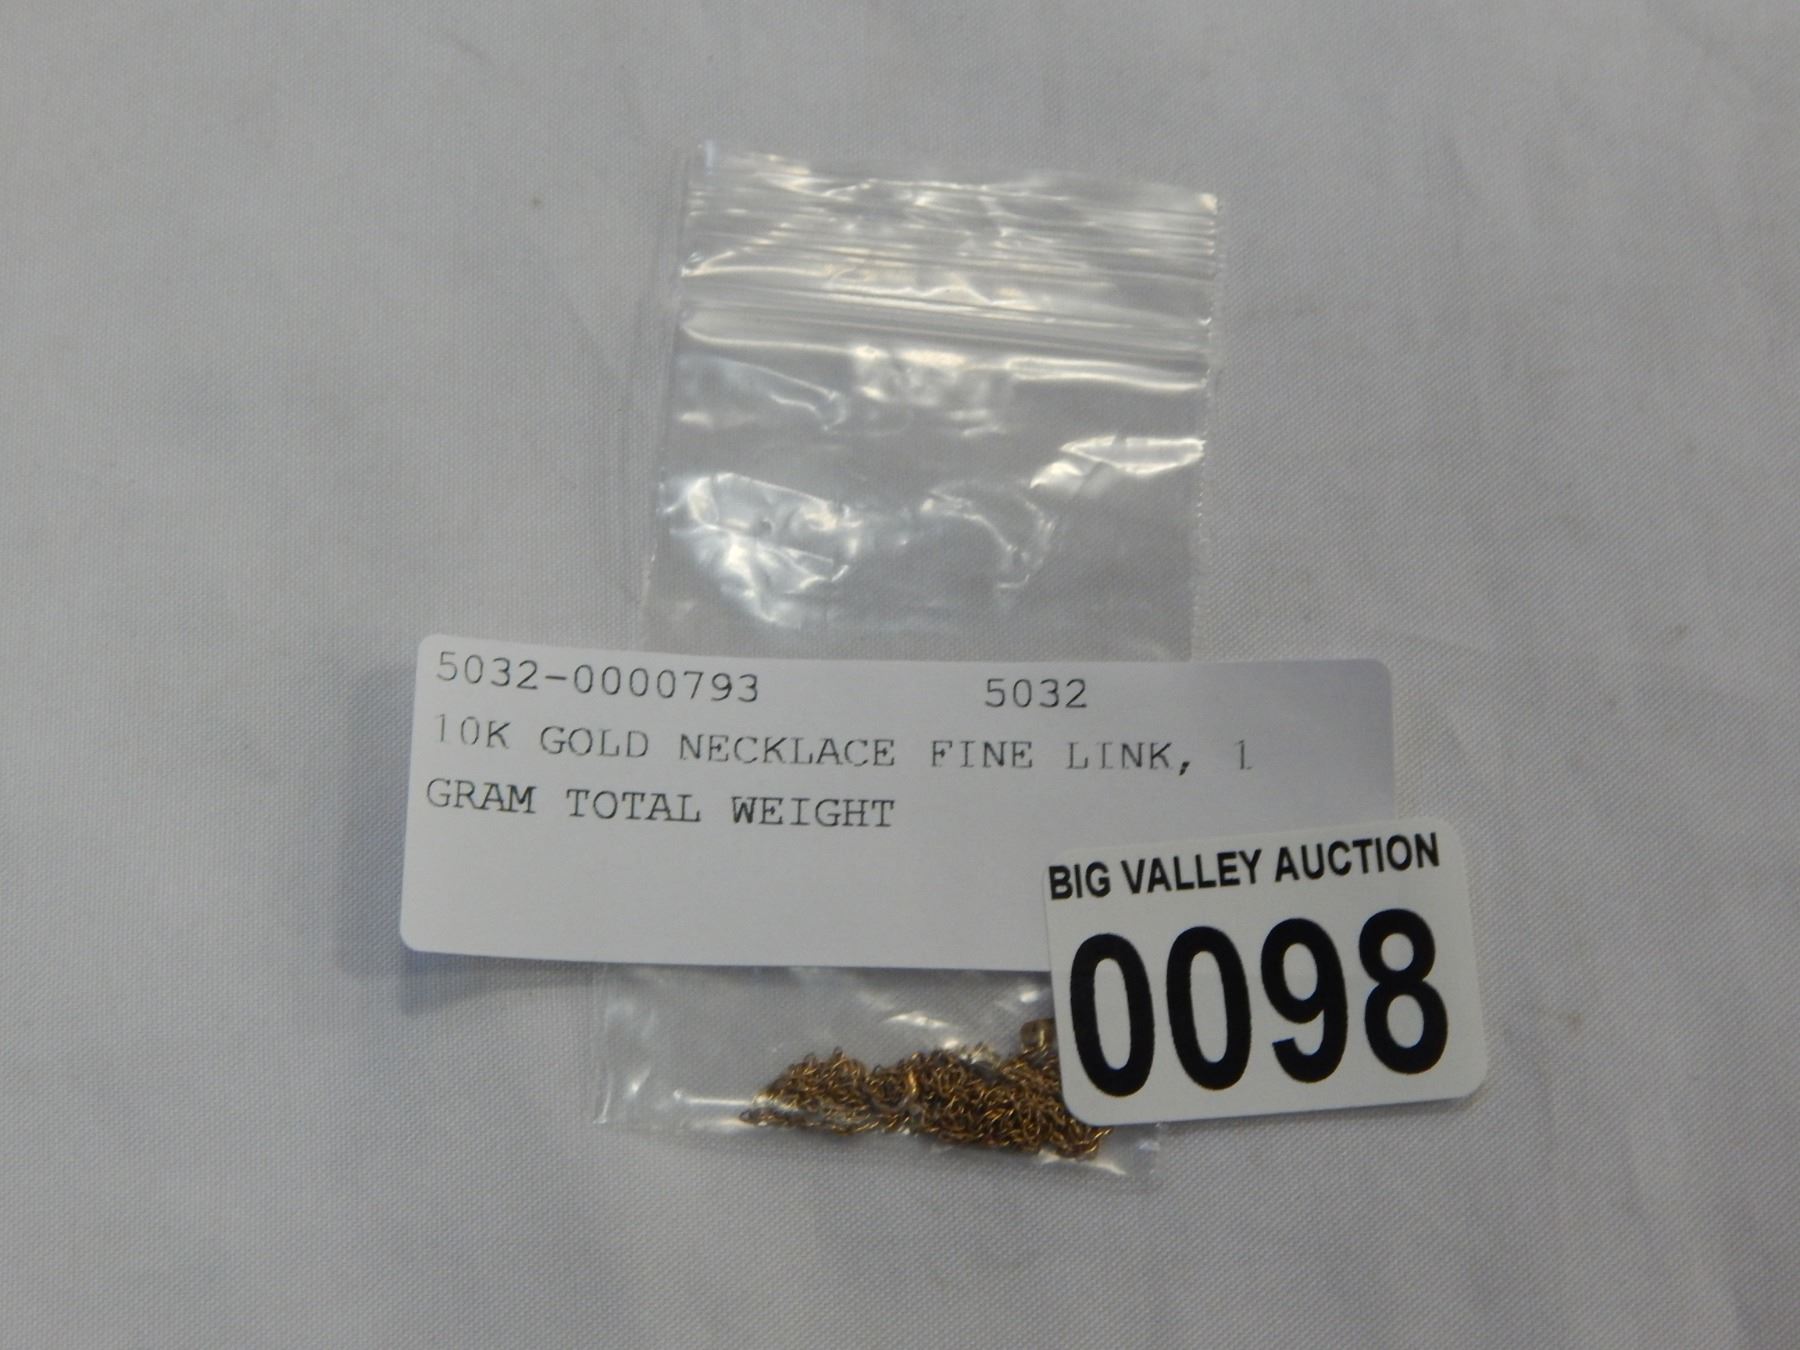 5032-0000793 5032
10K GOLD NECKLACE FINE LINK, 1
GRAM TOTAL WEIGHT
BIG VALLEY AUCTION
0098